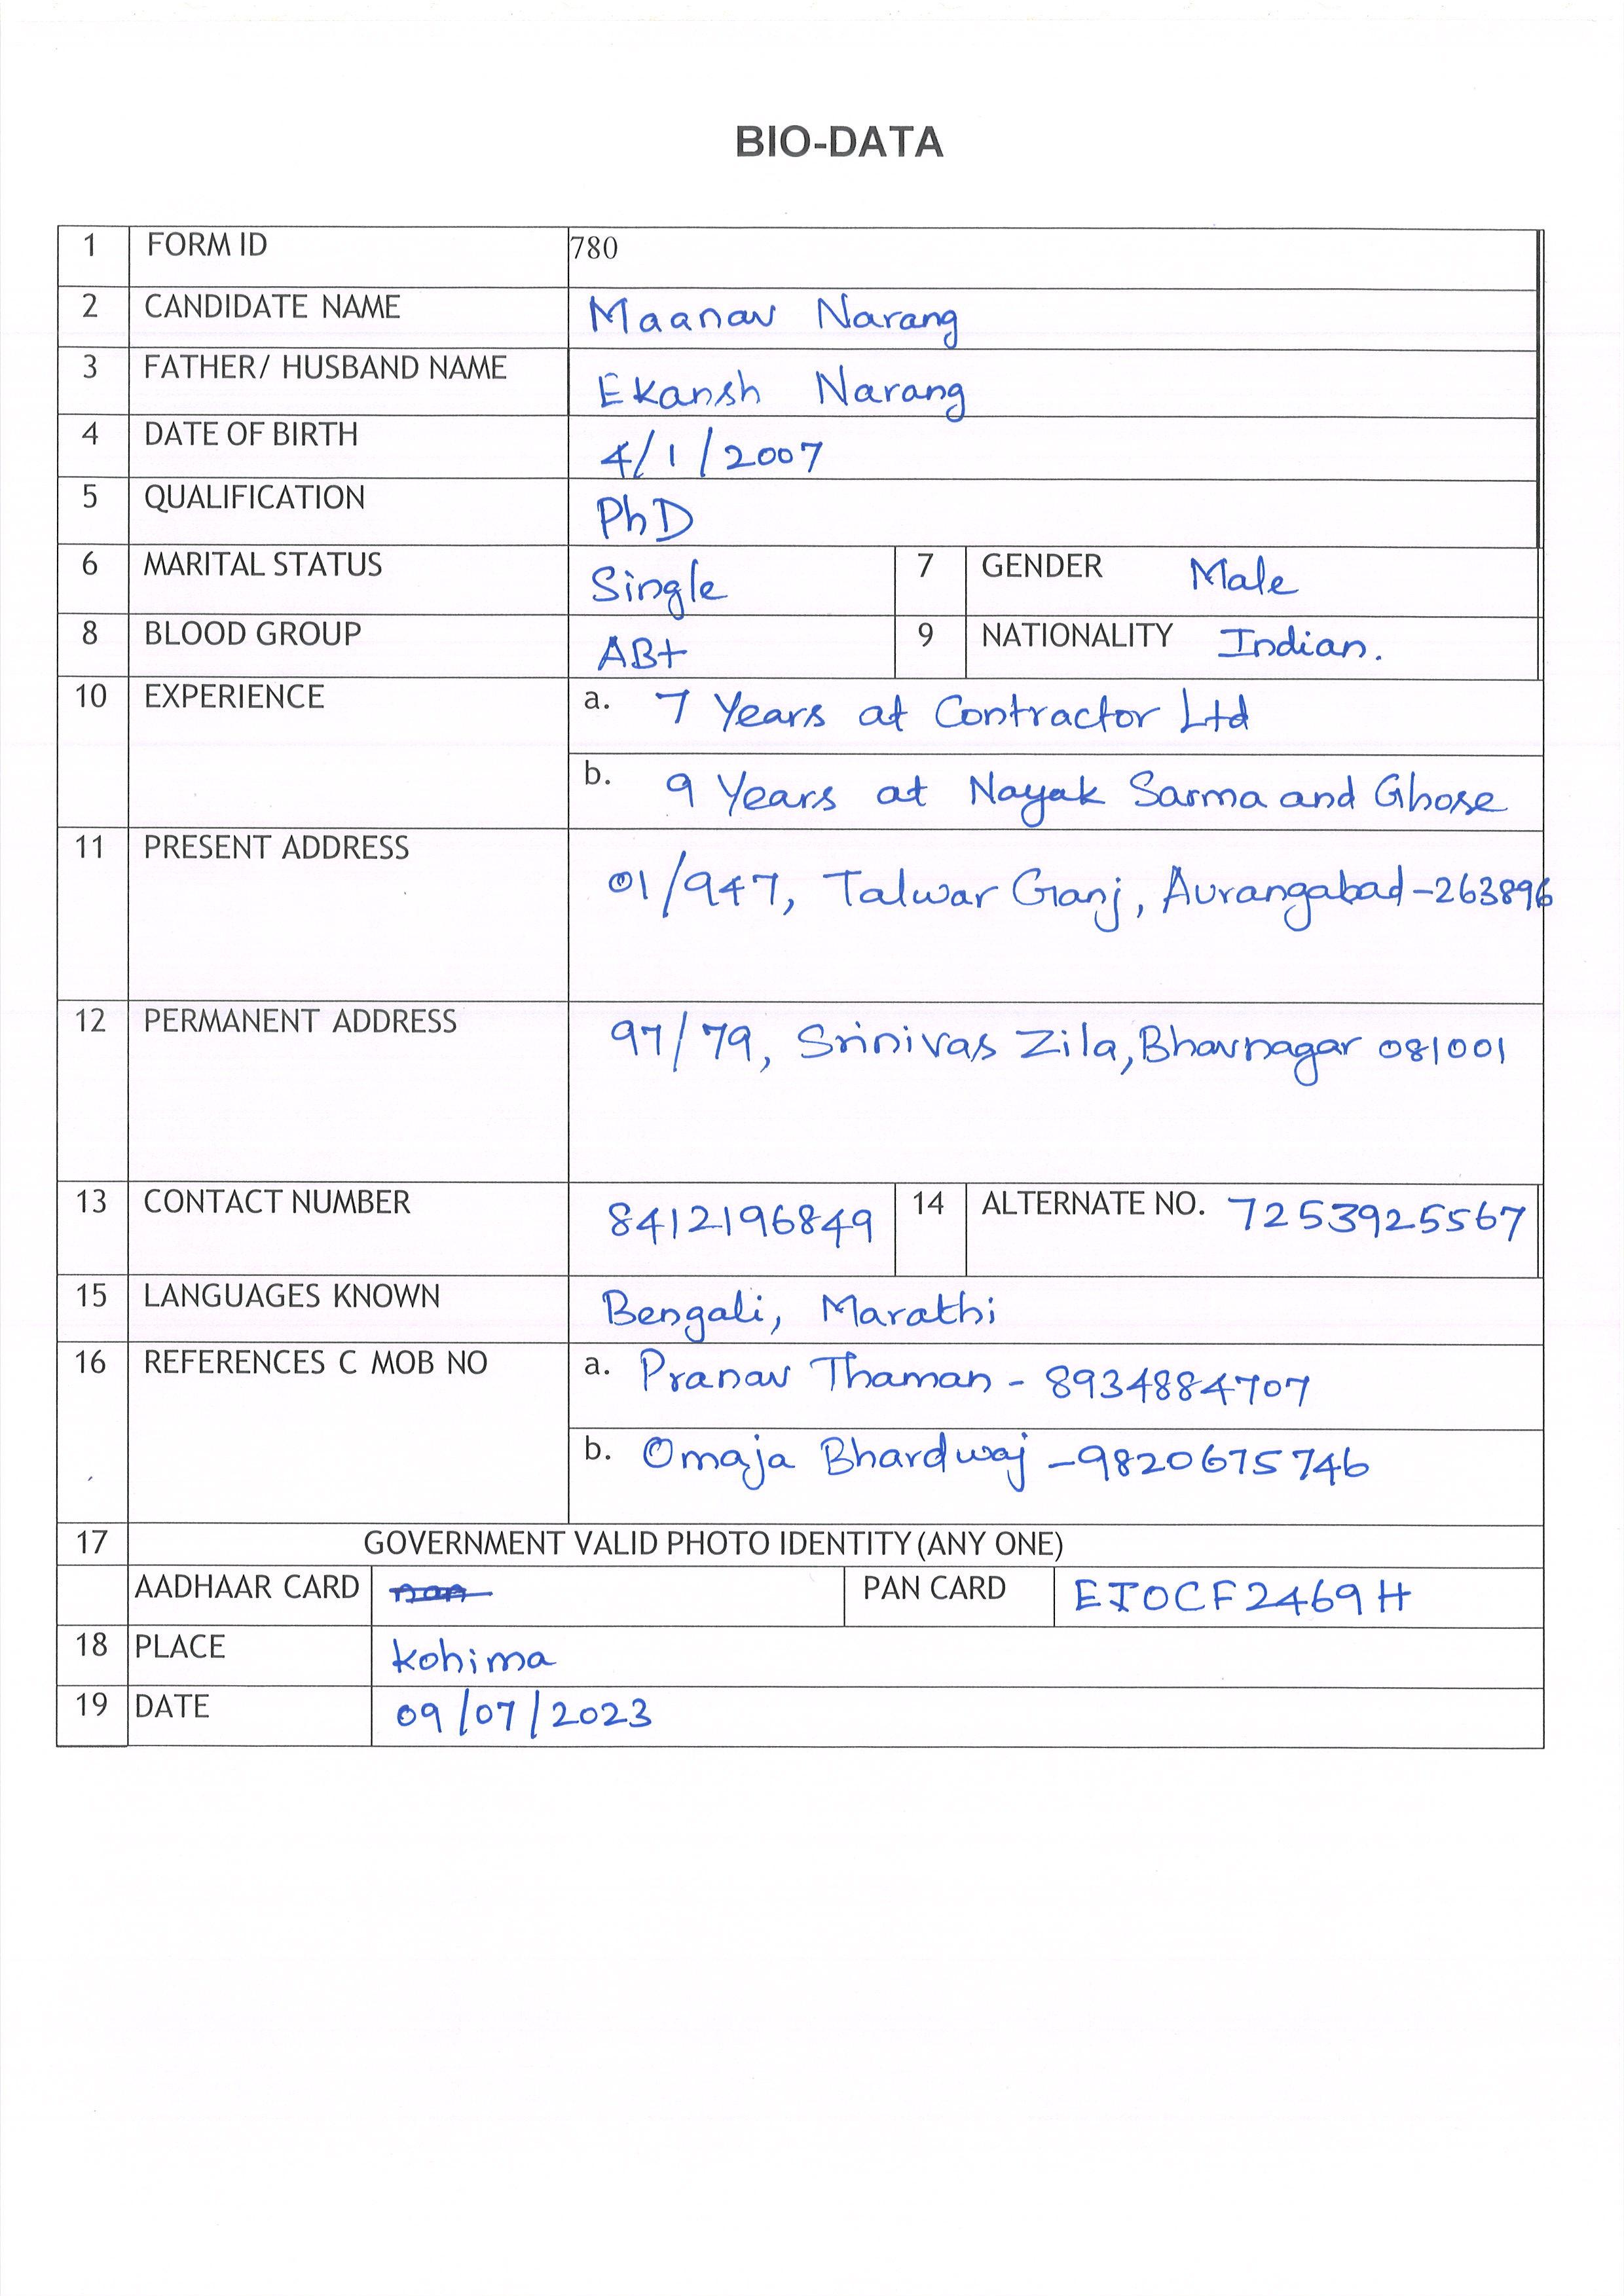 BIO-DATA
1 FORM ID 780
2 CANDIDATE NAME Maanav Narang
3 FATHER/ HUSBAND NAME Ekansh Narang
4 DATE OF BIRTH 4/1/2007
5 QUALIFICATION PhD
6 MARITAL STATUS Single 7 GENDER Male
8 BLOOD GROUP AB+ 9 NATIONALITY Indian.
10 EXPERIENCE a. 7 Years at Contractor Ltd
b. 9 Years at Nayak Sarma and Ghose
11 PRESENT ADDRESS 01/947, Talwar Ganj, Aurangabad-263896
12 PERMANENT ADDRESS 97/79, Srinivas Zila, Bhavnagar 081001
13 CONTACT NUMBER 8412196849 14 ALTERNATE NO. 7253925567
15 LANGUAGES KNOWN Bengali, Marathi
16 REFERENCES C MOB NO a. Pranav Thaman - 8934884707
b. Omaja Bhardwaj - 9820675746
17 GOVERNMENT VALID PHOTO IDENTITY (ANY ONE)
AADHAAR CARD PAN CARD EIOCF2469H
18 PLACE Kohima
19 DATE 09/07/2023